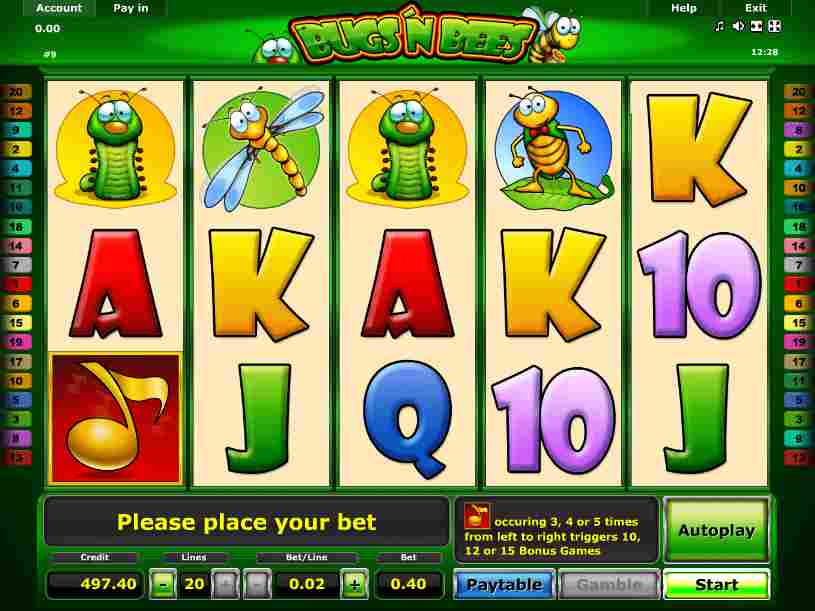 Account Pay in Help Exit
0.00
BUGS 'N BEES
#9 12:28
20 20
12 12
9 8
2 2
4 4
11 10
16 16
18 18
14 14
7 7
1 1
6 6
15 15
19 19
17 17
10 11
5 5
3 3
8 9
13 13
K
A K A K 10
J Q 10 J
Please place your bet
occuring 3, 4 or 5 times
from left to right triggers 10,
12 or 15 Bonus Games
Autoplay
Credit Lines Bet/Line Bet
497.40 - 20 + - 0.02 + 0.40
Paytable Gamble Start